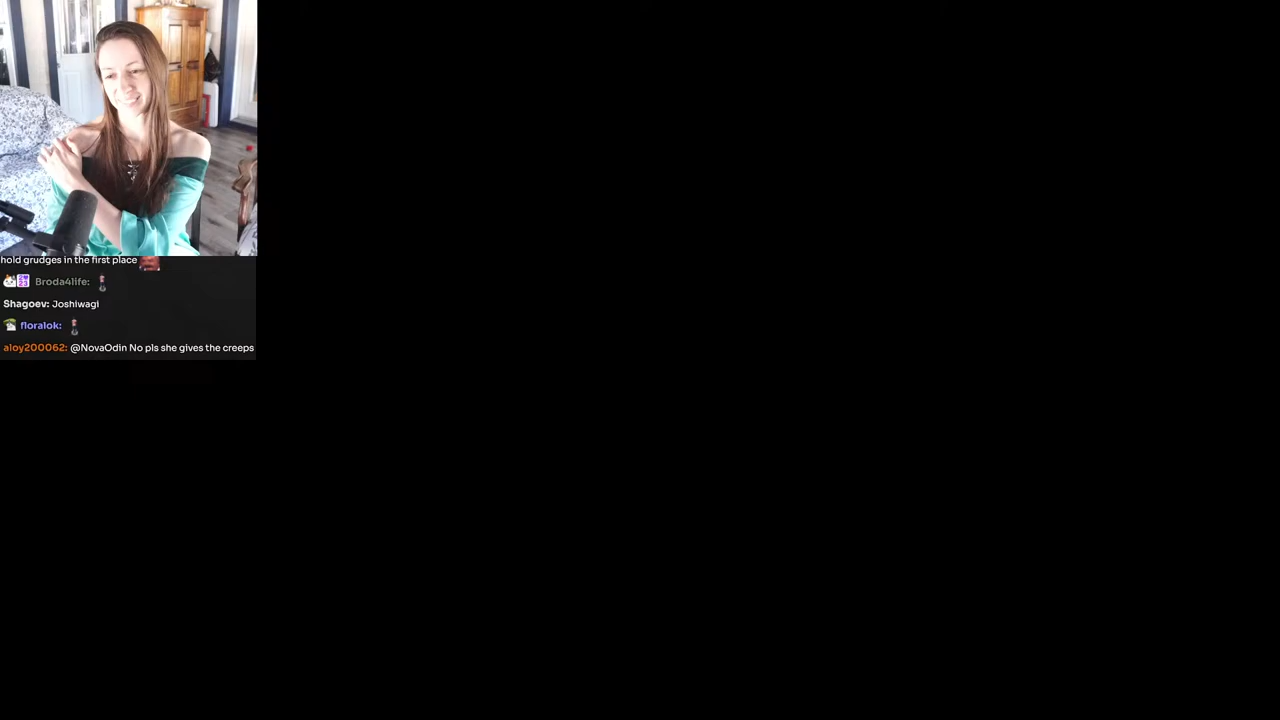 hold grudges in the first place
Broda4life:
Shagoev: Joshiwagi
floralok:
aloy200062: @NovaOdin No pls she gives the creeps